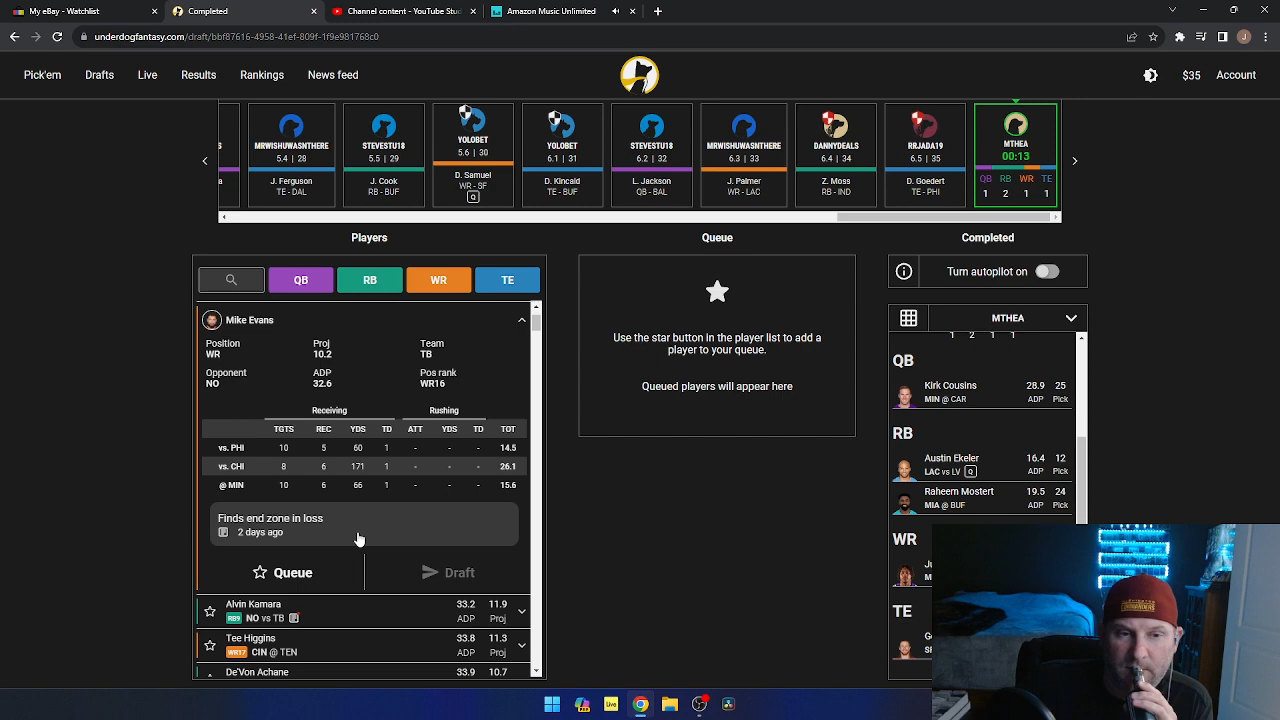 My eBay - Watchlist
Completed
Channel content - YouTube Stu
Amazon Music Unlimited
underdogfantasy.com/draft/bbf87616-4958-41ef-809f-1f9e981768c0
Pick'em
Drafts
Live
Results
Rankings
News feed
$35
Account
MRWISHUWASNTHERE
5.4 | 28
J. Ferguson
TE - DAL
STEVESTU18
5.5 | 29
J. Cook
RB - BUF
YOLOBET
5.6 | 30
D. Samuel
WR - SF
Q
YOLOBET
6.1 | 31
D. Kincaid
TE - BUF
STEVESTU18
6.2 | 32
L. Jackson
QB - BAL
MRWISHUWASNTHERE
6.3 | 33
J. Palmer
WR - LAC
DANNYDEALS
6.4 | 34
Z. Moss
RB - IND
RRJADA19
6.5 | 35
D. Goedert
TE - PHI
MTHEA
00:13
QB RB WR TE
1 2 1 1
Players
Queue
Completed
QB
RB
WR
TE
Mike Evans
Position Proj Team
WR 10.2 TB
Opponent ADP Pos rank
NO 32.6 WR16
Receiving Rushing
TGTS REC YDS TD ATT YDS TD TOT
vs. PHI 10 5 60 1 - - - 14.5
vs. CHI 8 6 171 1 - - - 26.1
@ MIN 10 6 66 1 - - - 15.6
Finds end zone in loss
2 days ago
Queue
Draft
Alvin Kamara 33.2 11.9
RB9 NO vs TB ADP Proj
Tee Higgins 33.8 11.3
WR17 CIN @ TEN ADP Proj
De'Von Achane 33.9 10.7
Use the star button in the player list to add a
player to your queue.
Queued players will appear here
Turn autopilot on
MTHEA
1 2 1 1
QB
Kirk Cousins 28.9 25
MIN @ CAR ADP Pick
RB
Austin Ekeler 16.4 12
LAC vs LV Q ADP Pick
Raheem Mostert 19.5 24
MIA @ BUF ADP Pick
WR
TE
COMMANDERS